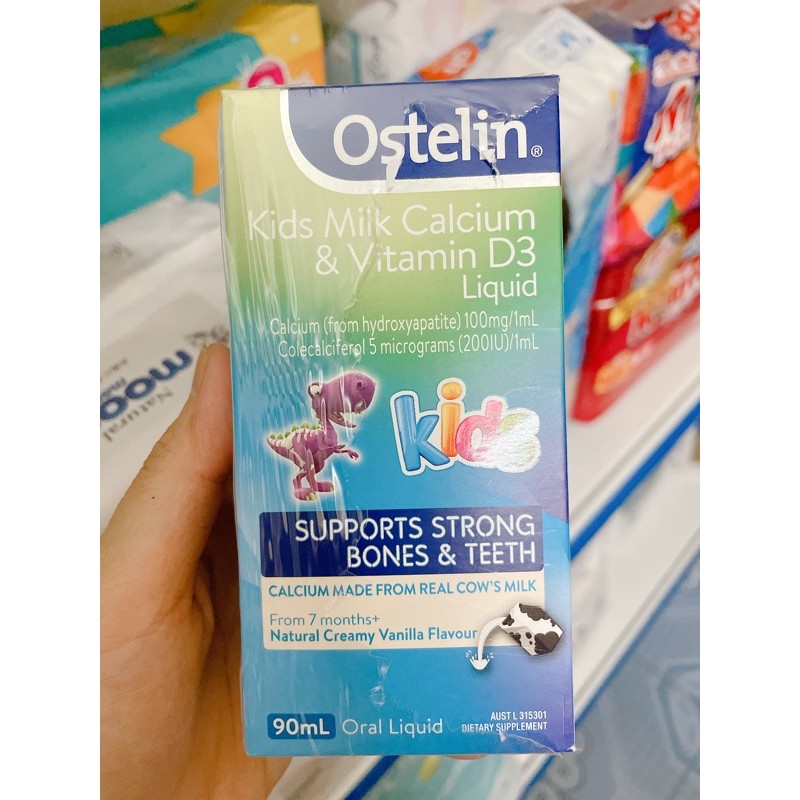 Ostelin®
Kids Milk Calcium
& Vitamin D3
Liquid
Calcium (from hydroxyapatite) 100mg/1mL
Colecalciferol 5 micrograms (200IU)/1mL
kids
SUPPORTS STRONG
BONES & TEETH
CALCIUM MADE FROM REAL COW'S MILK
From 7 months+
Natural Creamy Vanilla Flavour
90mL Oral Liquid
AUST L 315301
DIETARY SUPPLEMENT
Natural
moo